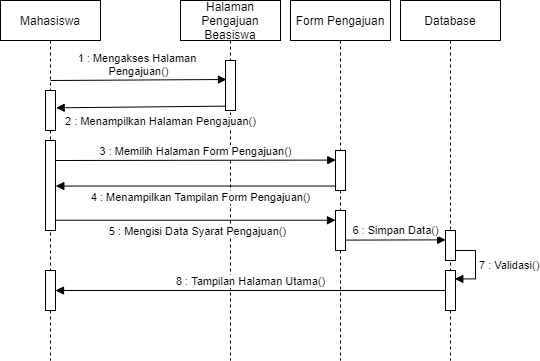 Mahasiswa
Halaman
Pengajuan
Beasiswa
Form Pengajuan
Database
1 : Mengakses Halaman
Pengajuan()
2 : Menampilkan Halaman Pengajuan()
3 : Memilih Halaman Form Pengajuan()
4 : Menampilkan Tampilan Form Pengajuan()
5 : Mengisi Data Syarat Pengajuan()
6 : Simpan Data()
7 : Validasi()
8 : Tampilan Halaman Utama()